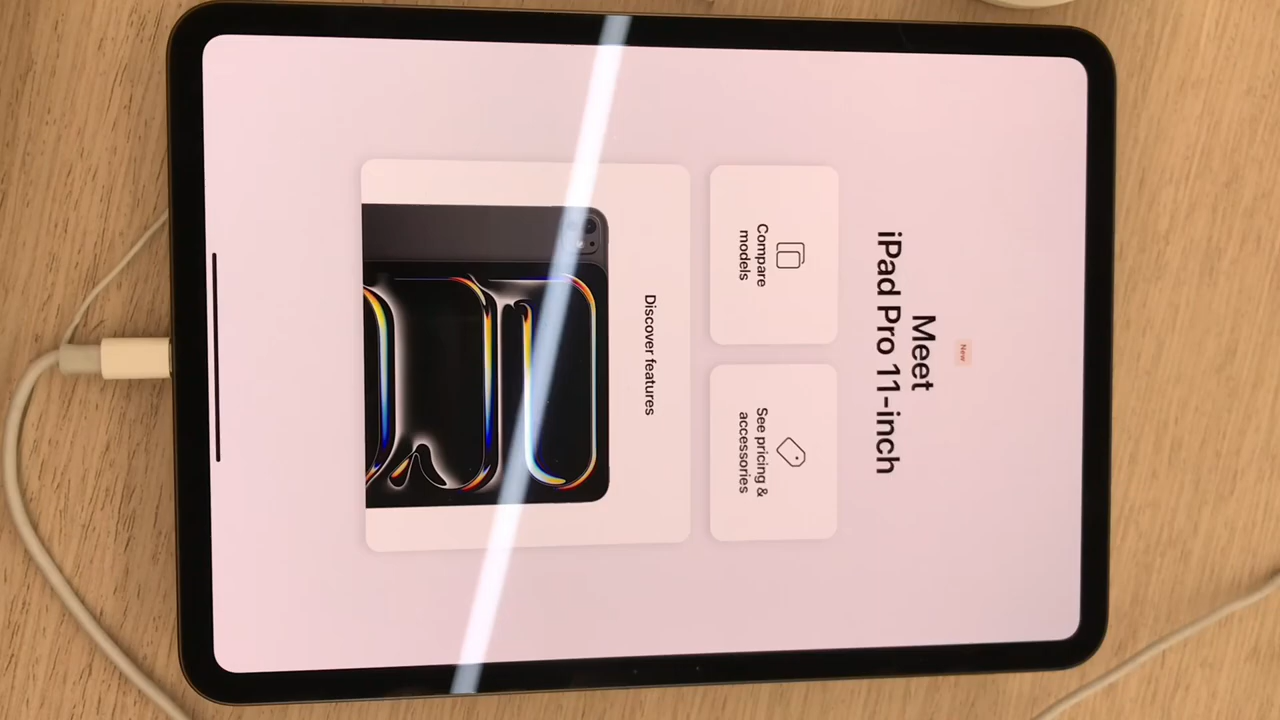 New
Meet
iPad Pro 11-inch
Compare
models
See pricing &
accessories
Discover features